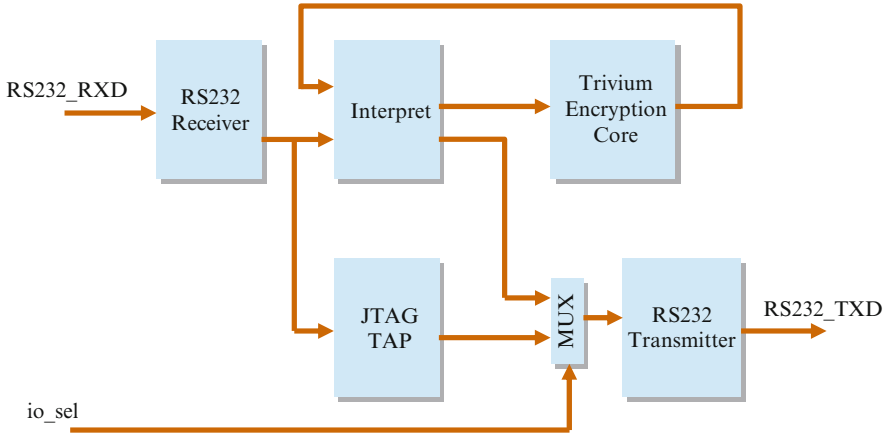 RS232_RXD
RS232
Receiver
Interpret
Trivium
Encryption
Core
JTAG
TAP
MUX
RS232
Transmitter
RS232_TXD
io_sel